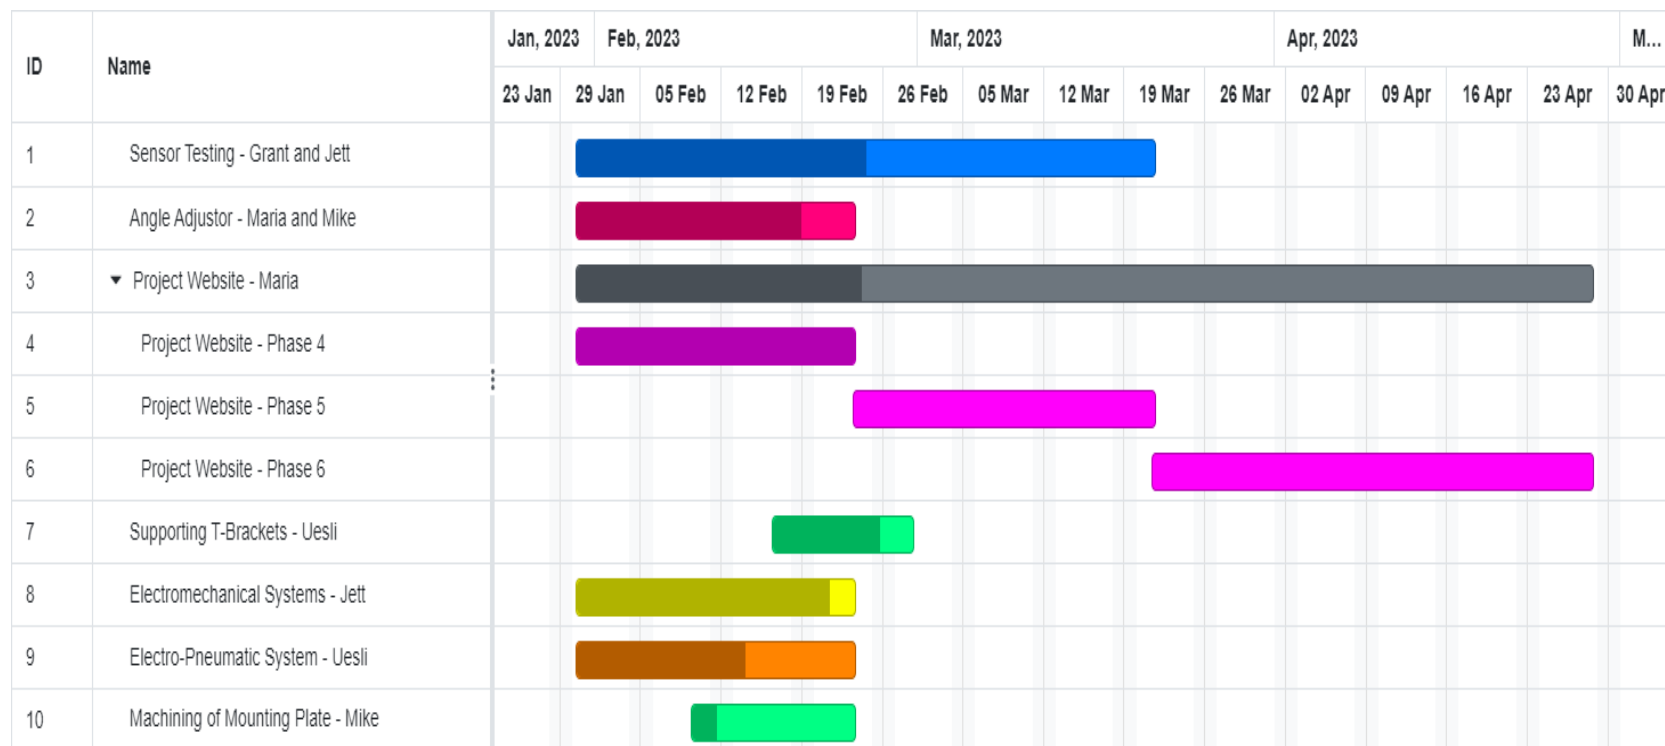 ID Name Jan, 2023 Feb, 2023 Mar, 2023 Apr, 2023 M...
23 Jan 29 Jan 05 Feb 12 Feb 19 Feb 26 Feb 05 Mar 12 Mar 19 Mar 26 Mar 02 Apr 09 Apr 16 Apr 23 Apr 30 Apr
1 Sensor Testing - Grant and Jett
2 Angle Adjustor - Maria and Mike
3 Project Website - Maria
4 Project Website - Phase 4
5 Project Website - Phase 5
6 Project Website - Phase 6
7 Supporting T-Brackets - Uesli
8 Electromechanical Systems - Jett
9 Electro-Pneumatic System - Uesli
10 Machining of Mounting Plate - Mike